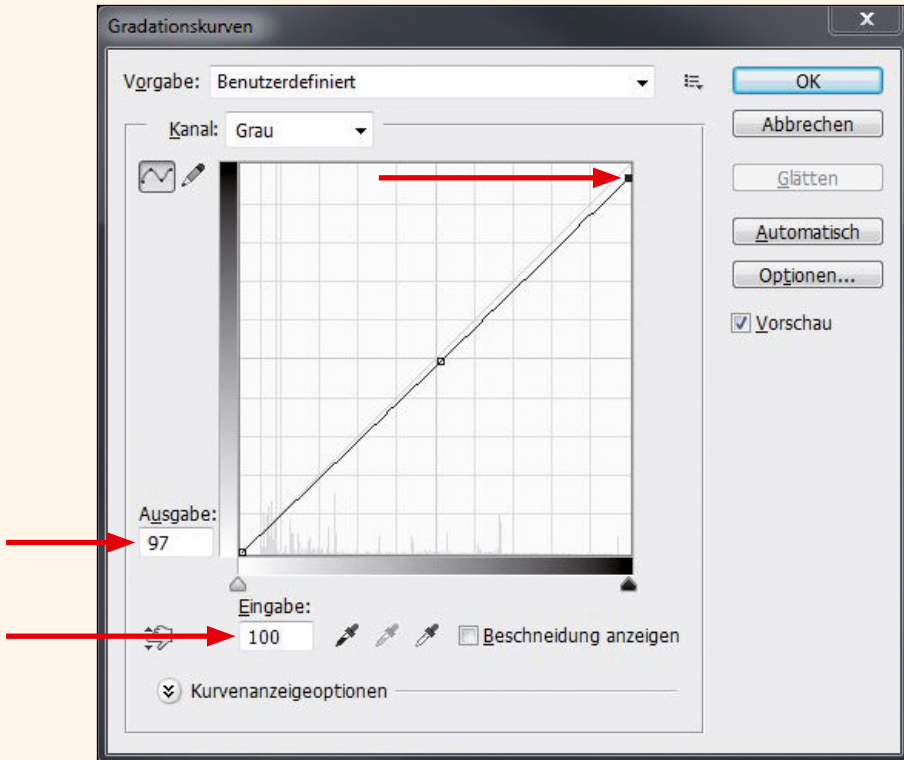 Gradationskurven
x
Vorgabe: Benutzerdefiniert
OK
Kanal: Grau
Abbrechen
Glätten
Automatisch
Optionen...
Vorschau
Ausgabe:
97
Eingabe:
100
Beschneidung anzeigen
Kurvenanzeigeoptionen